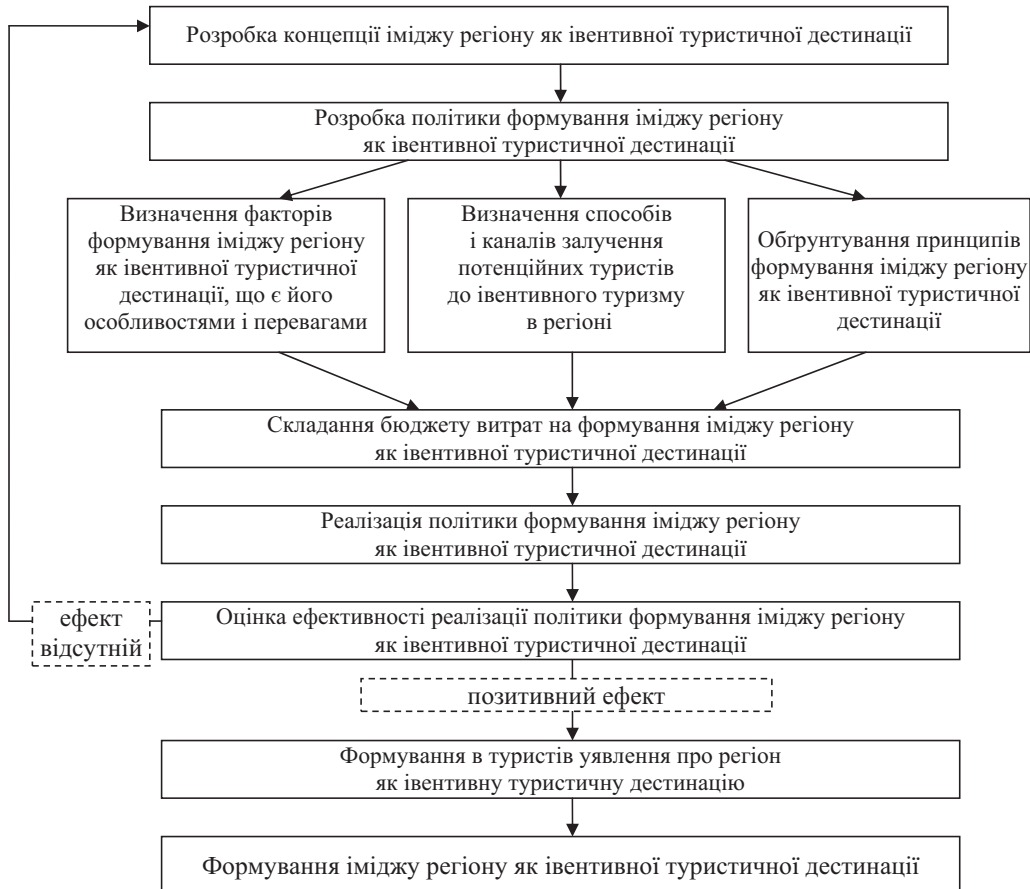 Розробка концепції іміджу регіону як івентивної туристичної дестинації
Розробка політики формування іміджу регіону
як івентивної туристичної дестинації
Визначення факторів
формування іміджу регіону
як івентивної туристичної
дестинації, що є його
особливостями і перевагами
Визначення способів
і каналів залучення
потенційних туристів
до івентивного туризму
в регіоні
Обґрунтування принципів
формування іміджу регіону
як івентивної туристичної
дестинації
Складання бюджету витрат на формування іміджу регіону
як івентивної туристичної дестинації
Реалізація політики формування іміджу регіону
як івентивної туристичної дестинації
ефект
відсутній
Оцінка ефективності реалізації політики формування іміджу регіону
як івентивної туристичної дестинації
позитивний ефект
Формування в туристів уявлення про регіон
як івентивну туристичну дестинацію
Формування іміджу регіону як івентивної туристичної дестинації